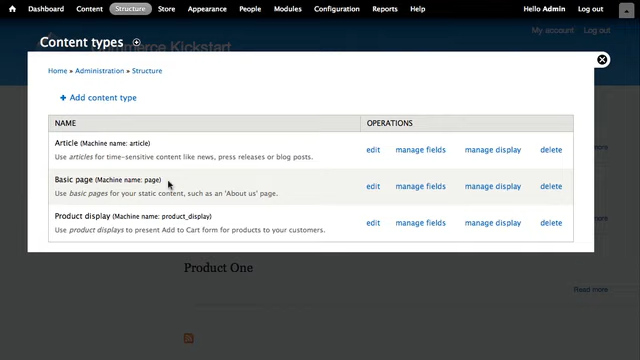 Dashboard Content Structure Store Appearance People Modules Configuration Reports Help Hello Admin Log out
My account Log out
Commerce Kickstart
Content types
Home » Administration » Structure
+ Add content type
NAME OPERATIONS
Article (Machine name: article)
Use articles for time-sensitive content like news, press releases or blog posts.
edit manage fields manage display delete
Basic page (Machine name: page)
Use basic pages for your static content, such as an 'About us' page.
edit manage fields manage display delete
Product display (Machine name: product_display)
Use product displays to present Add to Cart form for products to your customers.
edit manage fields manage display delete
Product One
Read more